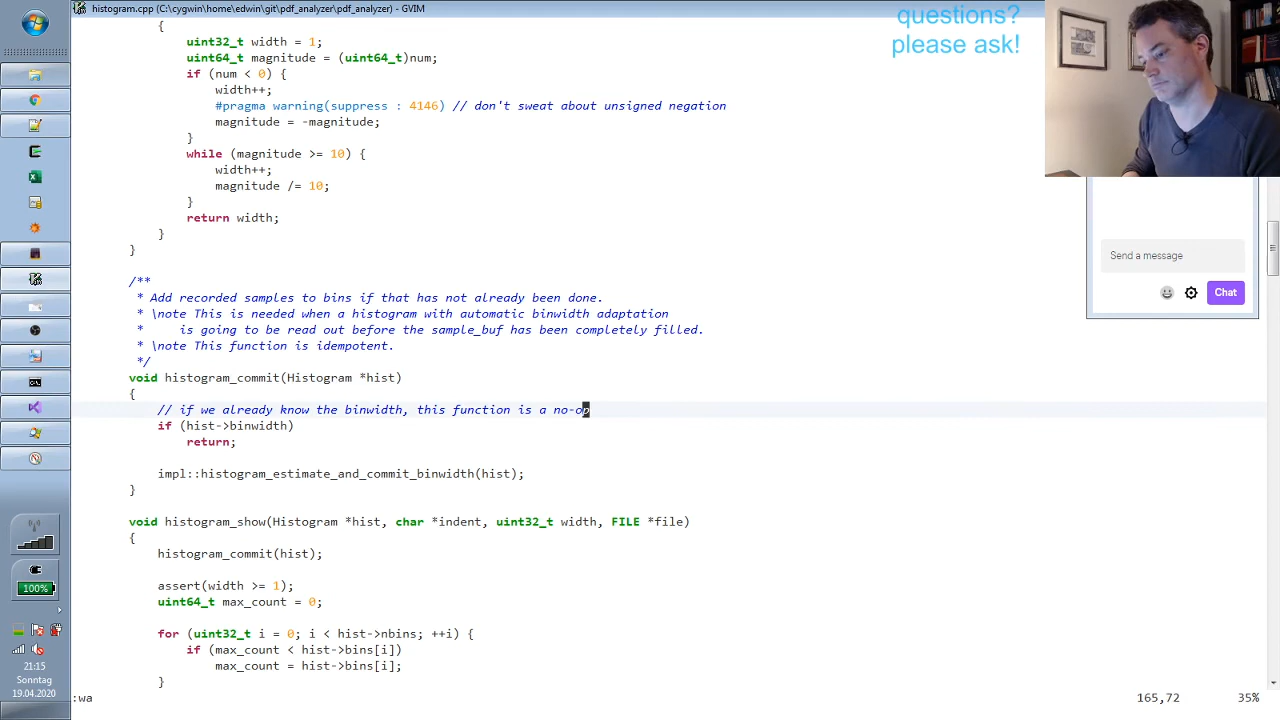 histogram.cpp (C:\cygwin\home\edwin\git\pdf_analyzer\pdf_analyzer) - GVIM
questions?
please ask!
{
uint32_t width = 1;
uint64_t magnitude = (uint64_t)num;
if (num < 0) {
width++;
#pragma warning(suppress : 4146) // don't sweat about unsigned negation
magnitude = -magnitude;
}
while (magnitude >= 10) {
width++;
magnitude /= 10;
}
return width;
}
}
/**
* Add recorded samples to bins if that has not already been done.
* \note This is needed when a histogram with automatic binwidth adaptation
* is going to be read out before the sample_buf has been completely filled.
* \note This function is idempotent.
*/
void histogram_commit(Histogram *hist)
{
// if we already know the binwidth, this function is a no-op
if (hist->binwidth)
return;
impl::histogram_estimate_and_commit_binwidth(hist);
}
void histogram_show(Histogram *hist, char *indent, uint32_t width, FILE *file)
{
histogram_commit(hist);
assert(width >= 1);
uint64_t max_count = 0;
for (uint32_t i = 0; i < hist->nbins; ++i) {
if (max_count < hist->bins[i])
max_count = hist->bins[i];
}
:wa
165,72
35%
Send a message
Chat
100%
21:15
Sonntag
19.04.2020